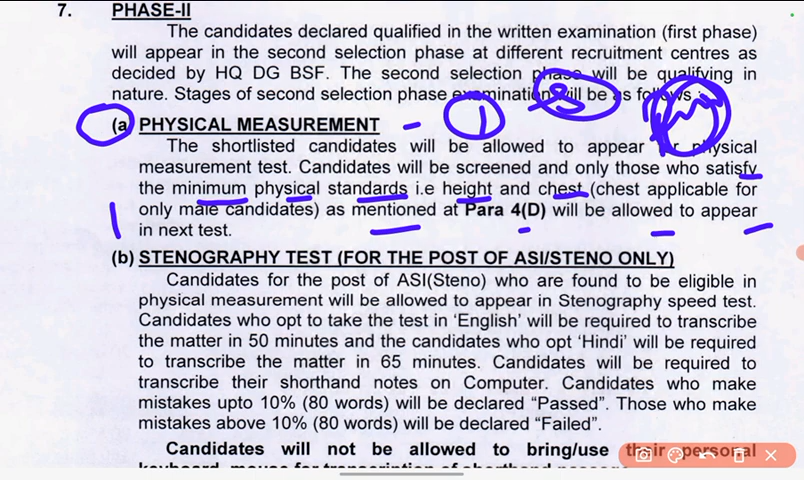 7. PHASE-II
The candidates declared qualified in the written examination (first phase)
will appear in the second selection phase at different recruitment centres as
decided by HQ DG BSF. The second selection phase will be qualifying in
nature. Stages of second selection phase examination will be as follows :-
(a) PHYSICAL MEASUREMENT
The shortlisted candidates will be allowed to appear for physical
measurement test. Candidates will be screened and only those who satisfy
the minimum physical standards i.e height and chest (chest applicable for
only male candidates) as mentioned at Para 4(D) will be allowed to appear
in next test.
(b) STENOGRAPHY TEST (FOR THE POST OF ASI/STENO ONLY)
Candidates for the post of ASI(Steno) who are found to be eligible in
physical measurement will be allowed to appear in Stenography speed test.
Candidates who opt to take the test in ‘English’ will be required to transcribe
the matter in 50 minutes and the candidates who opt ‘Hindi’ will be required
to transcribe the matter in 65 minutes. Candidates will be required to
transcribe their shorthand notes on Computer. Candidates who make
mistakes upto 10% (80 words) will be declared “Passed”. Those who make
mistakes above 10% (80 words) will be declared “Failed”.
Candidates will not be allowed to bring/use their personal